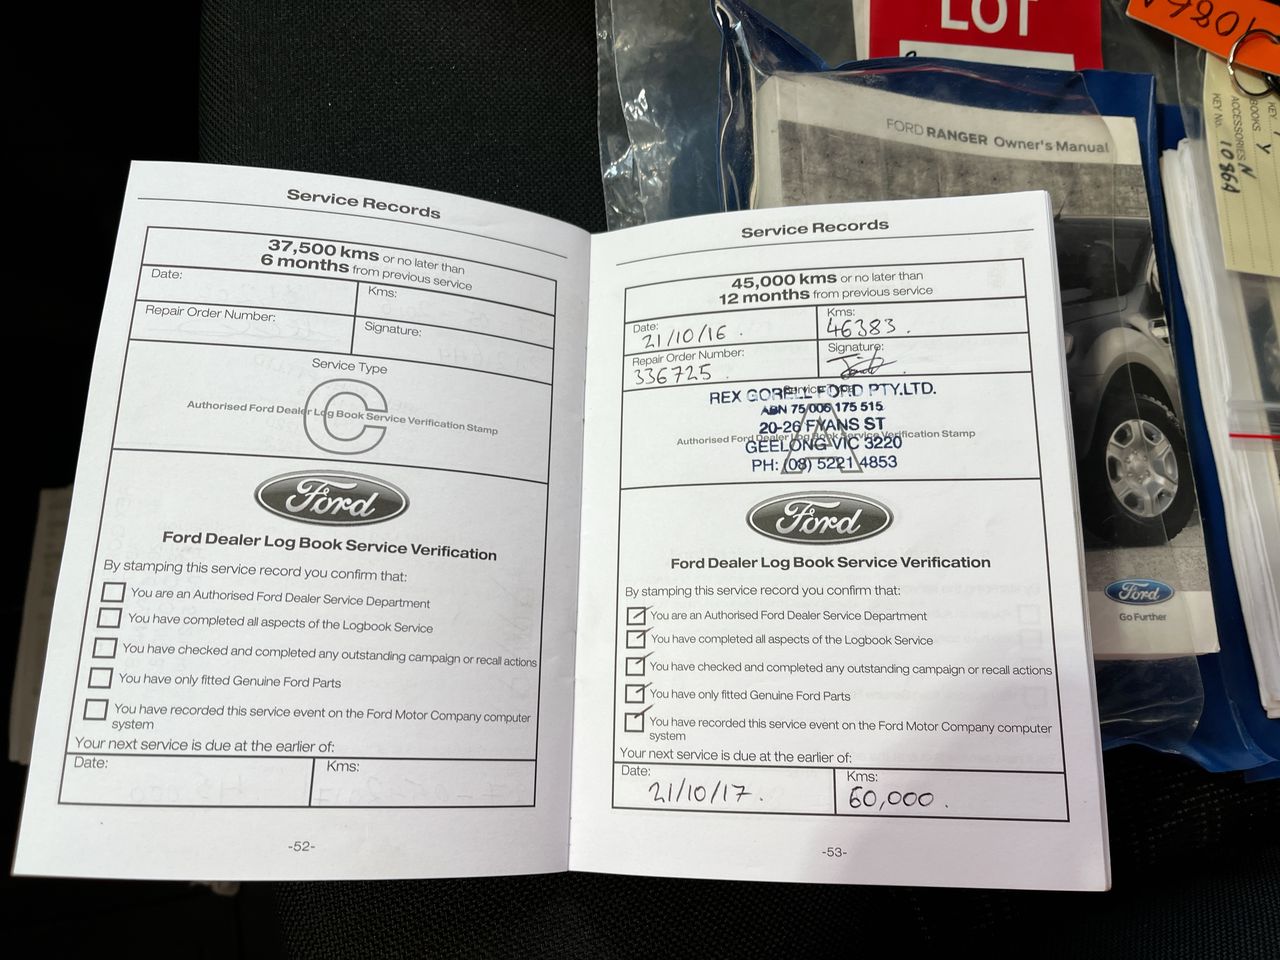 LOT
FORD RANGER Owner's Manual
KEY
BOOKS Y
ACCESSORIES N
KEY No. 1086A
Ford
Go Further
Service Records
37,500 kms or no later than
6 months from previous service
Date:
Kms:
Repair Order Number:
Signature:
Service Type
C
Authorised Ford Dealer Log Book Service Verification Stamp
Ford
Ford Dealer Log Book Service Verification
By stamping this service record you confirm that:
You are an Authorised Ford Dealer Service Department
You have completed all aspects of the Logbook Service
You have checked and completed any outstanding campaign or recall actions
You have only fitted Genuine Ford Parts
You have recorded this service event on the Ford Motor Company computer
system
Your next service is due at the earlier of:
Date:
Kms:
-52-
Service Records
45,000 kms or no later than
12 months from previous service
Date: 21/10/16.
Kms: 46383.
Repair Order Number: 336725
Signature:
Service
REX GORELL FORD PTY.LTD.
ABN 75 006 175 515
20-26 FYANS ST
A
Authorised Ford Dealer Log Book Service Verification Stamp
GEELONG VIC 3220
PH: (03) 5221 4853
Ford
Ford Dealer Log Book Service Verification
By stamping this service record you confirm that:
You are an Authorised Ford Dealer Service Department
You have completed all aspects of the Logbook Service
You have checked and completed any outstanding campaign or recall actions
You have only fitted Genuine Ford Parts
You have recorded this service event on the Ford Motor Company computer
system
Your next service is due at the earlier of:
Date: 21/10/17.
Kms: 60,000.
-53-